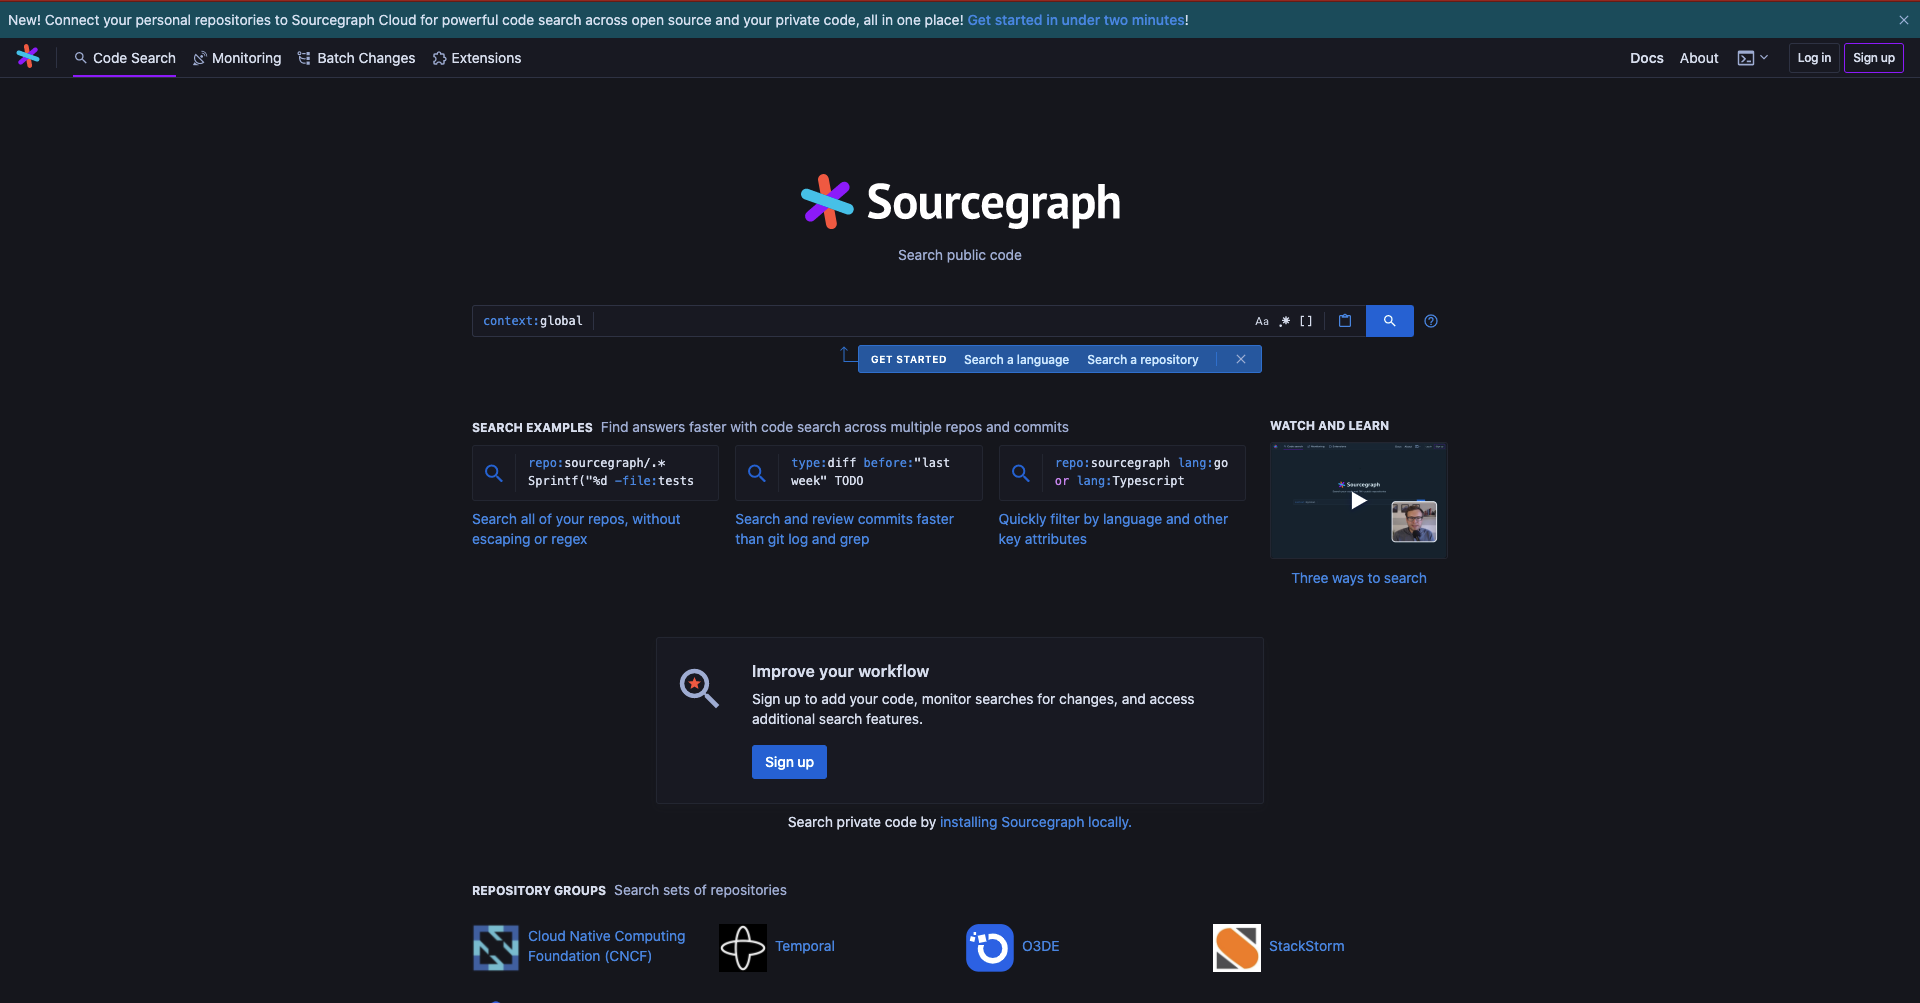 New! Connect your personal repositories to Sourcegraph Cloud for powerful code search across open source and your private code, all in one place! Get started in under two minutes!
Code Search Monitoring Batch Changes Extensions Docs About Log in Sign up
Sourcegraph
Search public code
context:global Aa .* []
GET STARTED Search a language Search a repository
SEARCH EXAMPLES Find answers faster with code search across multiple repos and commits
repo:sourcegraph/.*
Sprintf("%d -file:tests
Search all of your repos, without
escaping or regex
type:diff before:"last
week" TODO
Search and review commits faster
than git log and grep
repo:sourcegraph lang:go
or lang:Typescript
Quickly filter by language and other
key attributes
WATCH AND LEARN
Sourcegraph
Three ways to search
Improve your workflow
Sign up to add your code, monitor searches for changes, and access
additional search features.
Sign up
Search private code by installing Sourcegraph locally.
REPOSITORY GROUPS Search sets of repositories
Cloud Native Computing
Foundation (CNCF)
Temporal
O3DE
StackStorm